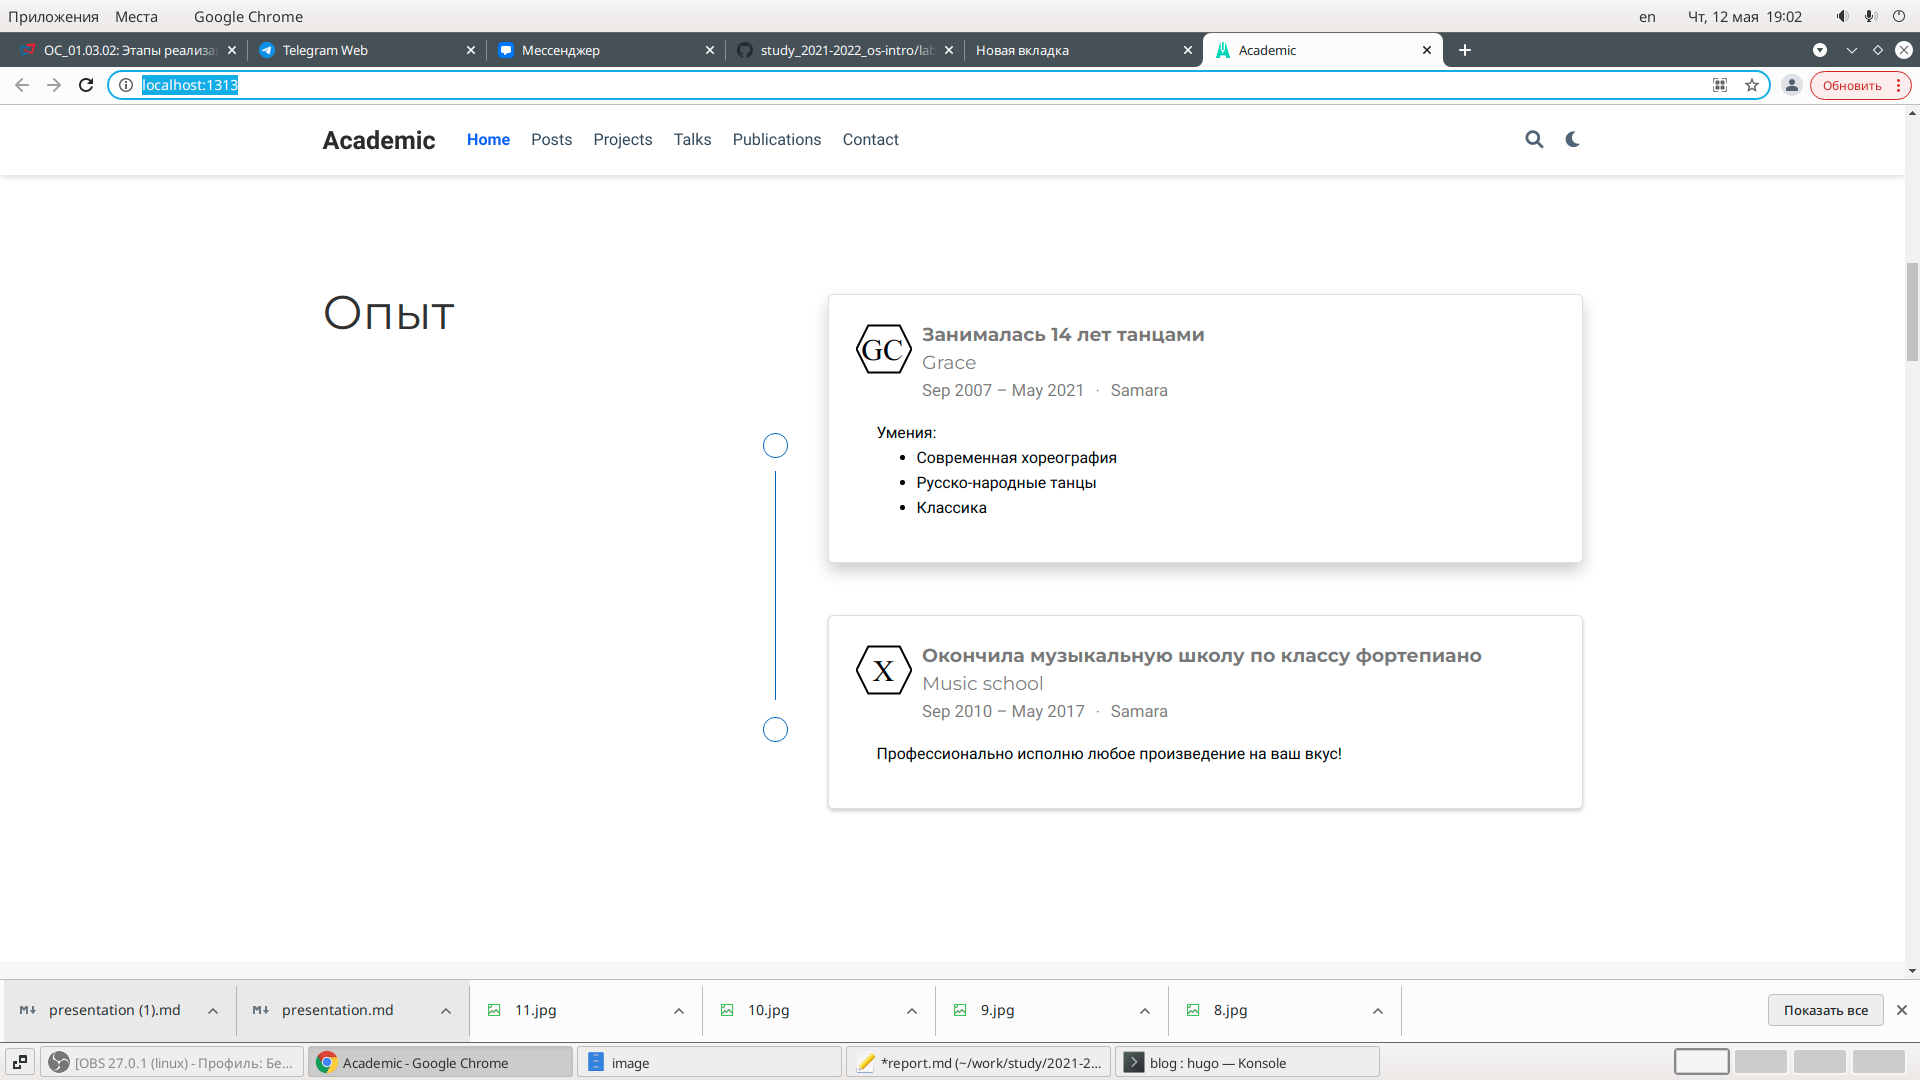 Приложения Места Google Chrome en Чт, 12 мая 19:02
ОС_01.03.02: Этапы реализа Telegram Web Мессенджер study_2021-2022_os-intro/lab Новая вкладка Academic
localhost:1313 Обновить
Academic Home Posts Projects Talks Publications Contact
Опыт
GC
Занималась 14 лет танцами
Grace
Sep 2007 – May 2021 · Samara
Умения:
• Современная хореография
• Русско-народные танцы
• Классика
X
Окончила музыкальную школу по классу фортепиано
Music school
Sep 2010 – May 2017 · Samara
Профессионально исполню любое произведение на ваш вкус!
presentation (1).md presentation.md 11.jpg 10.jpg 9.jpg 8.jpg Показать все
[OBS 27.0.1 (linux) - Профиль: Бе... Academic - Google Chrome image *report.md (~/work/study/2021-2... blog : hugo — Konsole